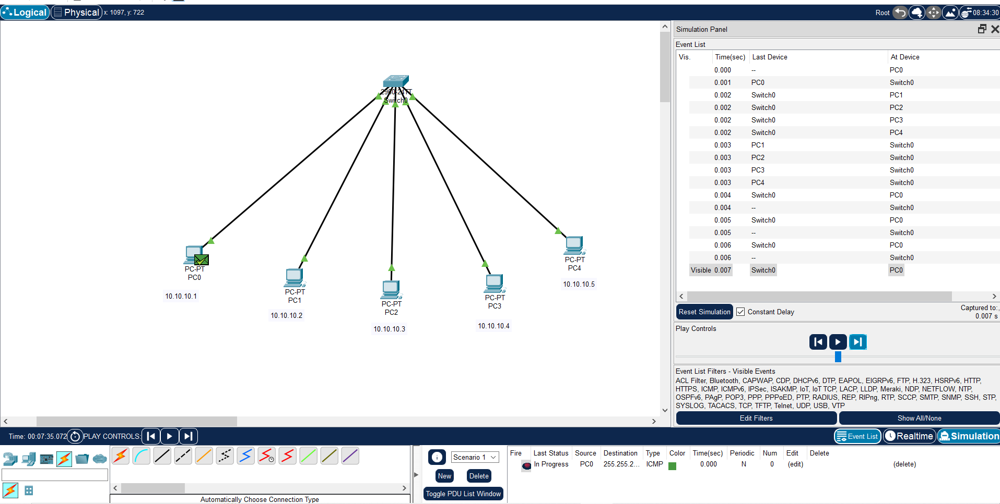 Logical Physical x: 1097, y: 722 Root 08:34:30
2960-24TT
Switch0
PC-PT
PC0
10.10.10.1
PC-PT
PC1
10.10.10.2
PC-PT
PC2
10.10.10.3
PC-PT
PC3
10.10.10.4
PC-PT
PC4
10.10.10.5
Simulation Panel
Event List
Vis. Time(sec) Last Device At Device
0.000 -- PC0
0.001 PC0 Switch0
0.002 Switch0 PC1
0.002 Switch0 PC2
0.002 Switch0 PC3
0.002 Switch0 PC4
0.003 PC1 Switch0
0.003 PC2 Switch0
0.003 PC3 Switch0
0.003 PC4 Switch0
0.004 Switch0 PC0
0.004 -- Switch0
0.005 Switch0 PC0
0.005 -- Switch0
0.006 Switch0 PC0
0.006 -- Switch0
Visible 0.007 Switch0 PC0
Reset Simulation Constant Delay
Captured to:
0.007 s
Play Controls
Event List Filters - Visible Events
ACL Filter, Bluetooth, CAPWAP, CDP, DHCPv6, DTP, EAPOL, EIGRPv6, FTP, H.323, HSRPv6, HTTP,
HTTPS, ICMP, ICMPv6, IPSec, ISAKMP, IoT, IoT TCP, LACP, LLDP, Meraki, NDP, NETFLOW, NTP,
OSPFv6, PAgP, POP3, PPP, PPPoED, PTP, RADIUS, REP, RIPng, RTP, SCCP, SMTP, SNMP, SSH, STP,
SYSLOG, TACACS, TCP, TFTP, Telnet, UDP, USB, VTP
Edit Filters Show All/None
Time: 00:07:35.072 PLAY CONTROLS: Event List Realtime Simulation
Automatically Choose Connection Type
Scenario 1
New Delete
Toggle PDU List Window
Fire Last Status Source Destination Type Color Time(sec) Periodic Num Edit Delete
In Progress PC0 255.255.2... ICMP 0.000 N 0 (edit) (delete)